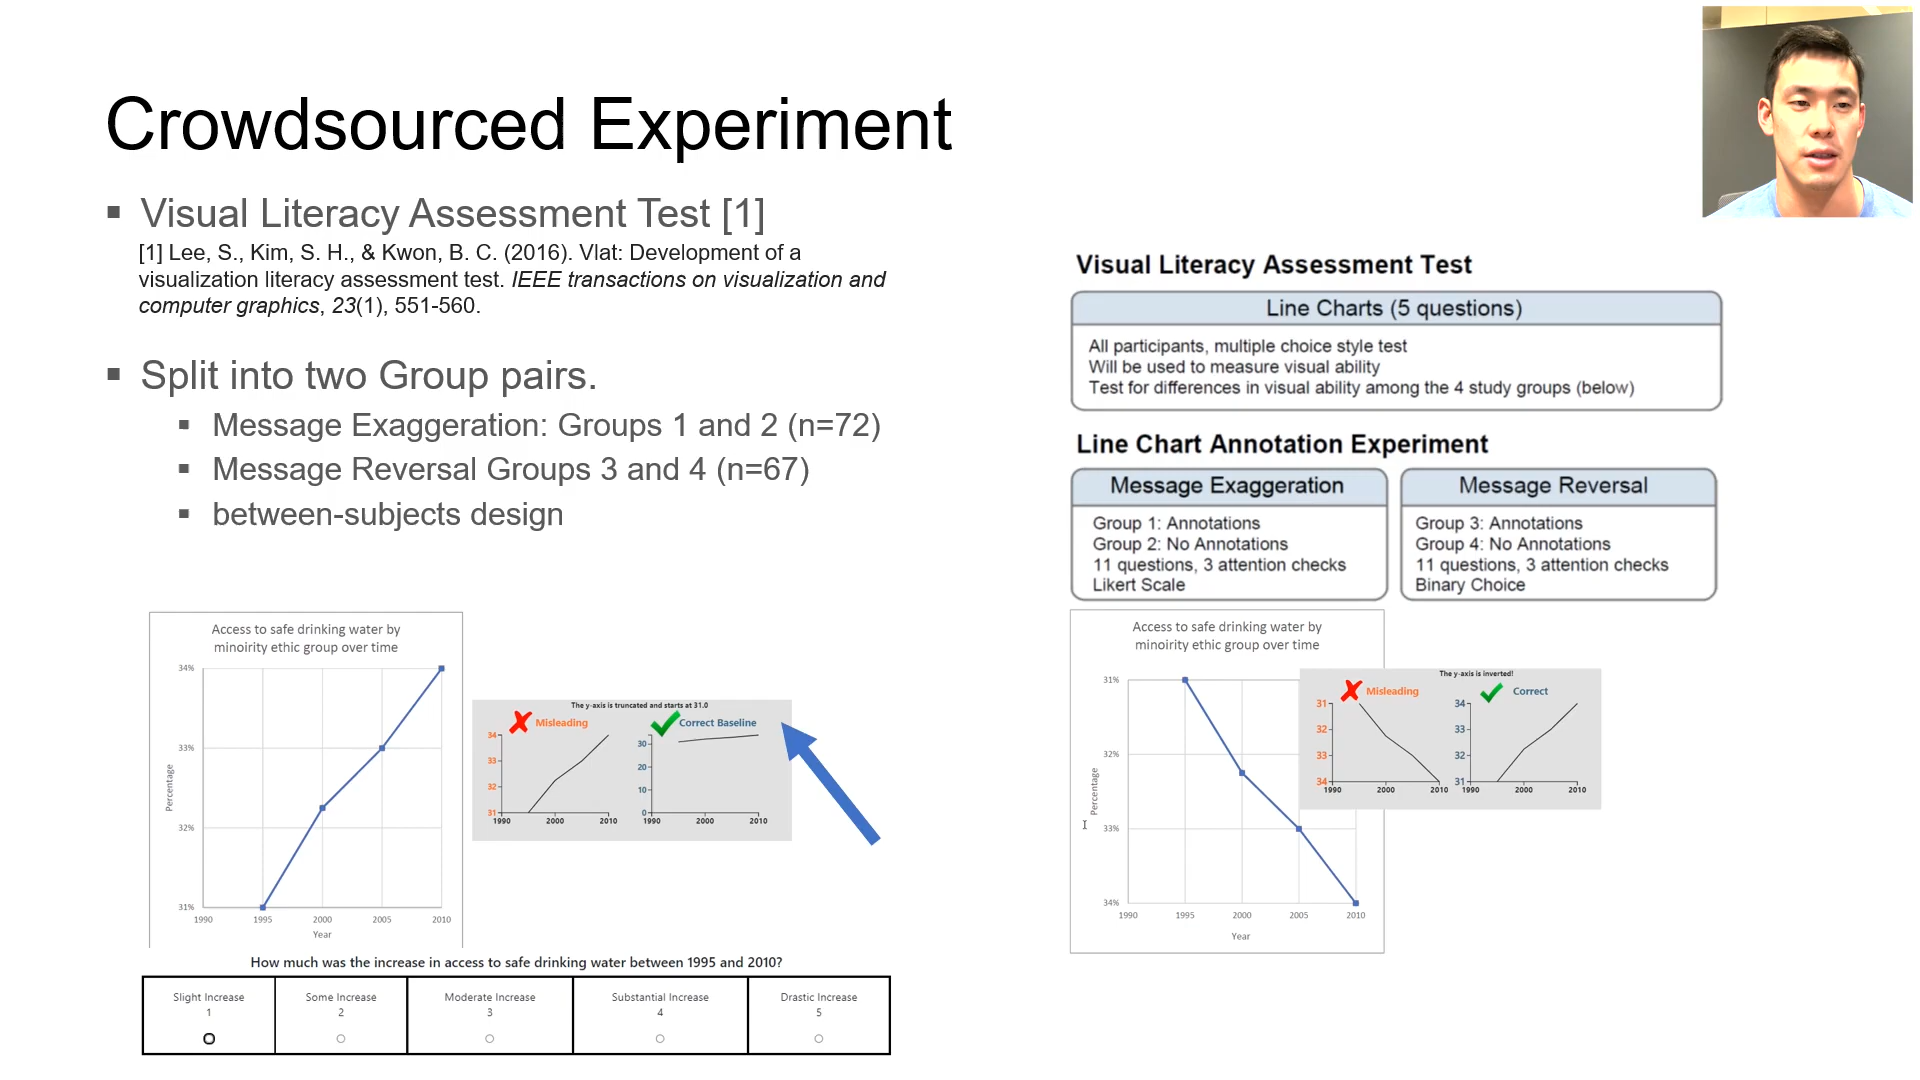 Crowdsourced Experiment
▪ Visual Literacy Assessment Test [1]
[1] Lee, S., Kim, S. H., & Kwon, B. C. (2016). Vlat: Development of a
visualization literacy assessment test. IEEE transactions on visualization and
computer graphics, 23(1), 551-560.
▪ Split into two Group pairs.
▪ Message Exaggeration: Groups 1 and 2 (n=72)
▪ Message Reversal Groups 3 and 4 (n=67)
▪ between-subjects design
Access to safe drinking water by
minoirity ethic group over time
34%
33%
32%
31%
Percentage
1990 1995 2000 2005 2010
Year
The y-axis is truncated and starts at 31.0
Misleading
34
33
32
31
1990 2000 2010
Correct Baseline
30
20
10
0
1990 2000 2010
How much was the increase in access to safe drinking water between 1995 and 2010?
Slight Increase Some Increase Moderate Increase Substantial Increase Drastic Increase
1 2 3 4 5
Visual Literacy Assessment Test
Line Charts (5 questions)
All participants, multiple choice style test
Will be used to measure visual ability
Test for differences in visual ability among the 4 study groups (below)
Line Chart Annotation Experiment
Message Exaggeration
Group 1: Annotations
Group 2: No Annotations
11 questions, 3 attention checks
Likert Scale
Message Reversal
Group 3: Annotations
Group 4: No Annotations
11 questions, 3 attention checks
Binary Choice
Access to safe drinking water by
minoirity ethic group over time
31%
32%
33%
34%
Percentage
1990 1995 2000 2005 2010
Year
The y-axis is inverted!
Misleading
31
32
33
34
1990 2000 2010
Correct
34
33
32
31
1990 2000 2010